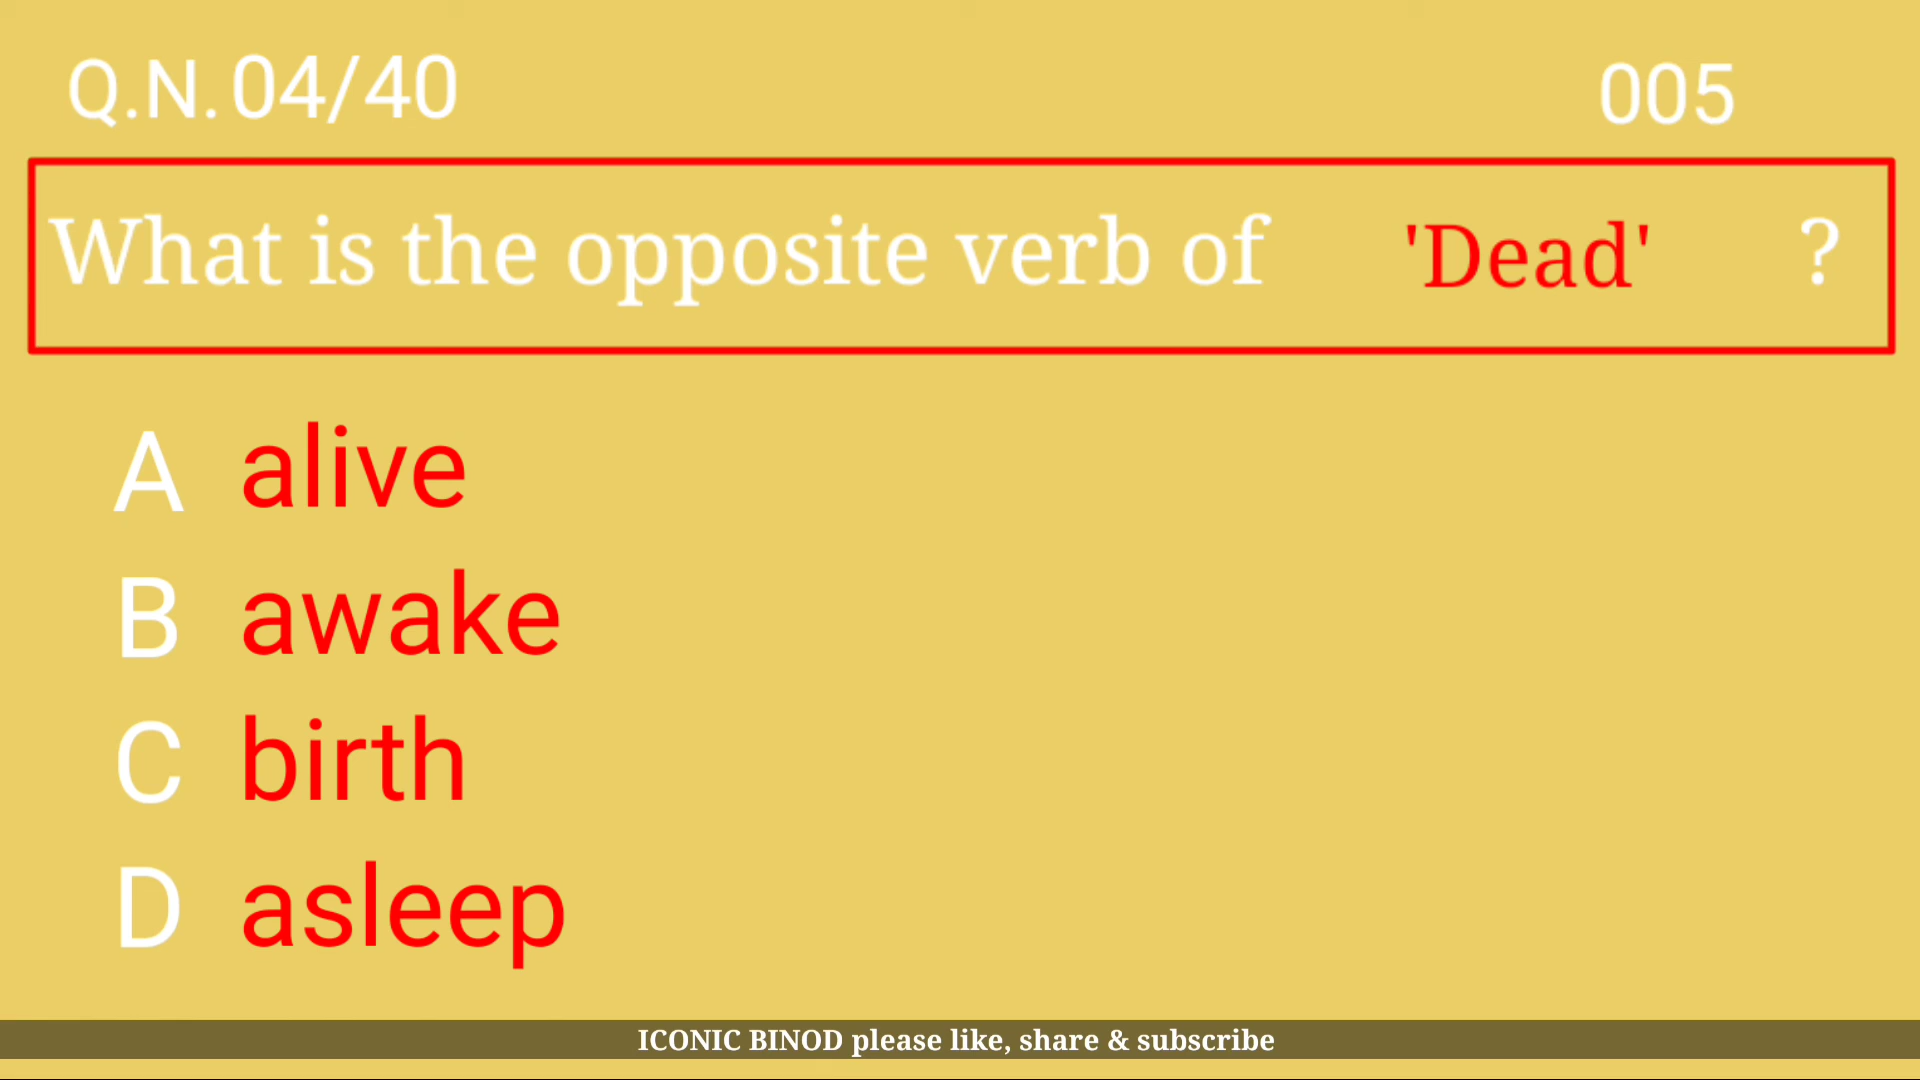 Q.N. 04/40 005
What is the opposite verb of 'Dead' ?
A alive
B awake
C birth
D asleep
ICONIC BINOD please like, share & subscribe